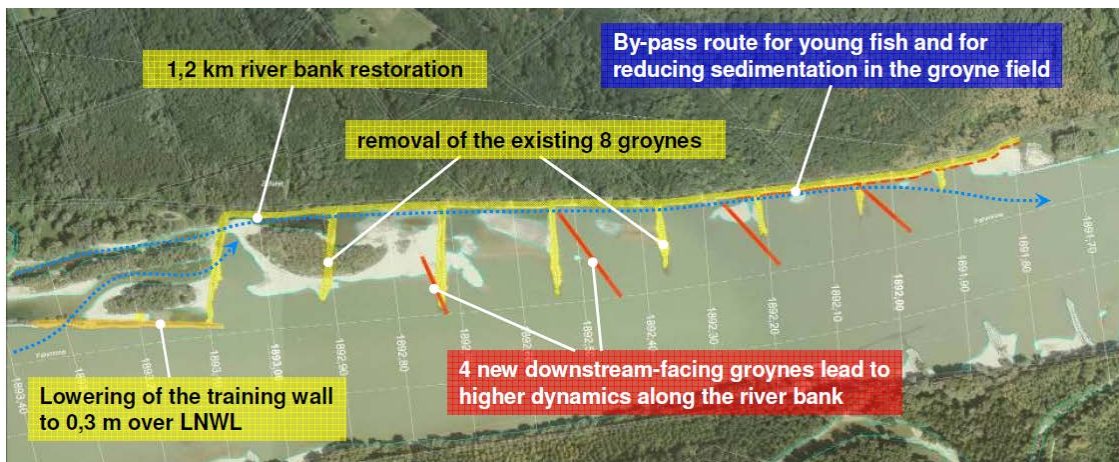 1,2 km river bank restoration
By-pass route for young fish and for
reducing sedimentation in the groyne field
removal of the existing 8 groynes
4 new downstream-facing groynes lead to
higher dynamics along the river bank
Lowering of the training wall
to 0,3 m over LNWL
1893.40
1893.00
1892.90
1892.80
1892.40
1892.30
1892.20
1892.10
1892.00
1891.90
1891.80
1891.70